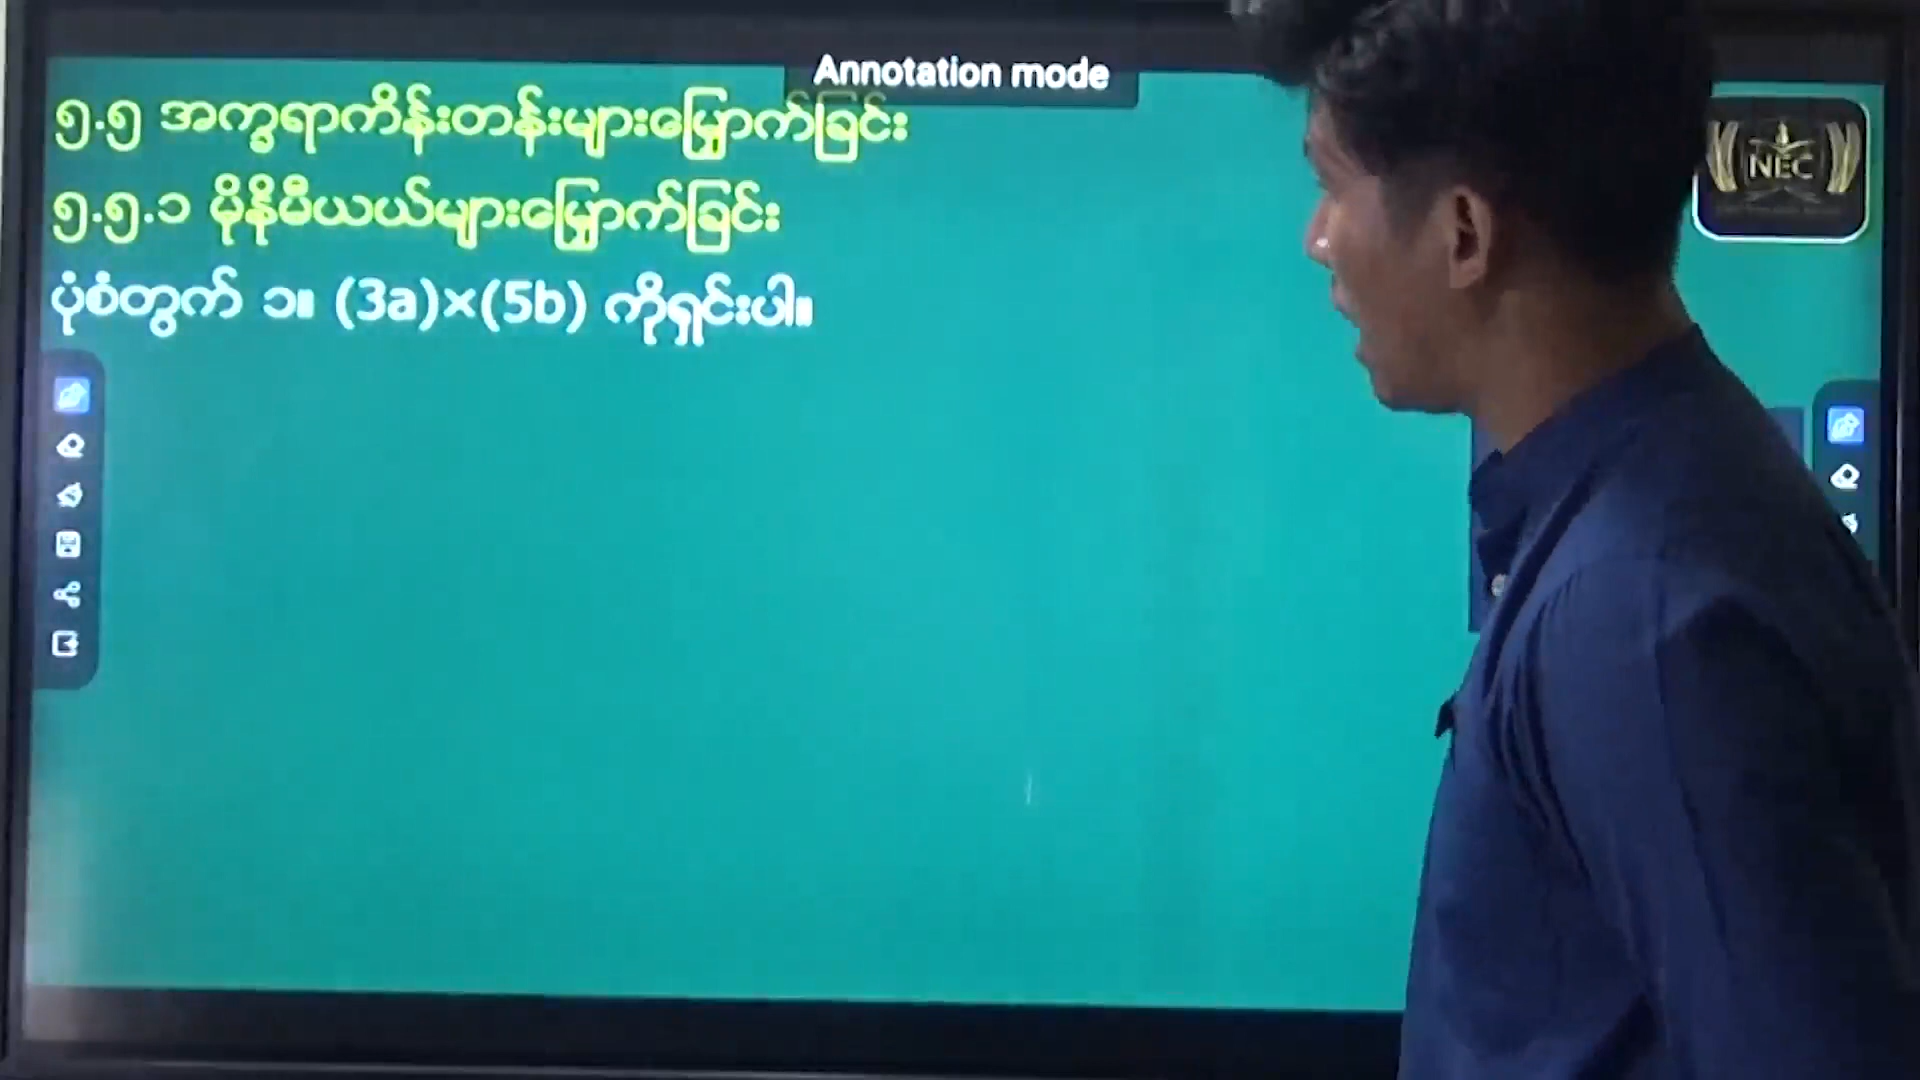 Annotation mode
၅.၅ အက္ခရာကိန်းတန်းများမြှောက်ခြင်း
၅.၅.၁ မိုနိုမီယယ်များမြှောက်ခြင်း
ပုံစံတွက် ၁။ (3a)×(5b) ကိုရှင်းပါ။
NEC